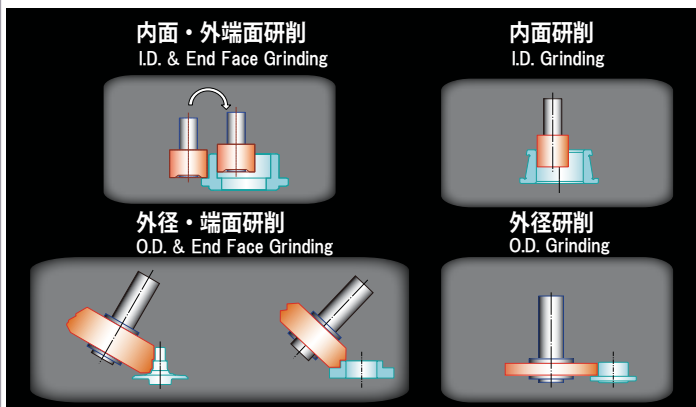 内面・外端面研削
I.D. & End Face Grinding
内面研削
I.D. Grinding
外径・端面研削
O.D. & End Face Grinding
外径研削
O.D. Grinding